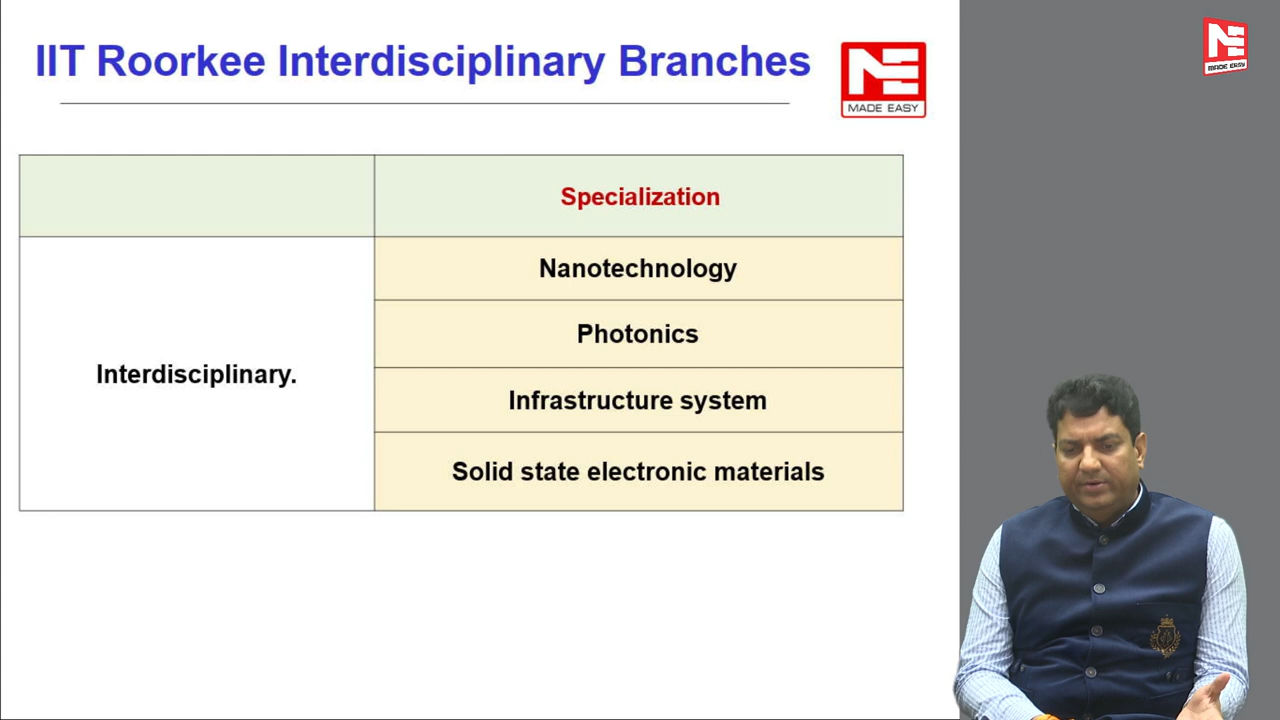 IIT Roorkee Interdisciplinary Branches
MADE EASY
MADE EASY
Specialization
Interdisciplinary.
Nanotechnology
Photonics
Infrastructure system
Solid state electronic materials